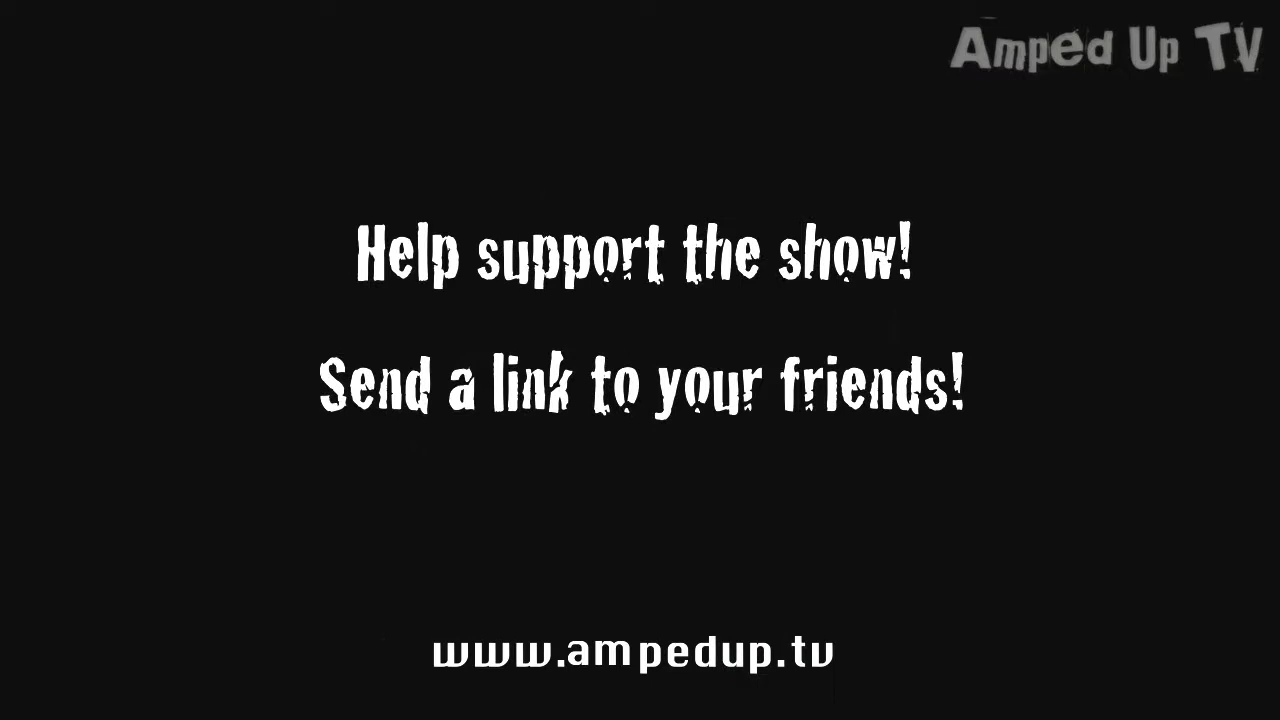 Amped Up TV
Help support the show!
Send a link to your friends!
www.ampedup.tv